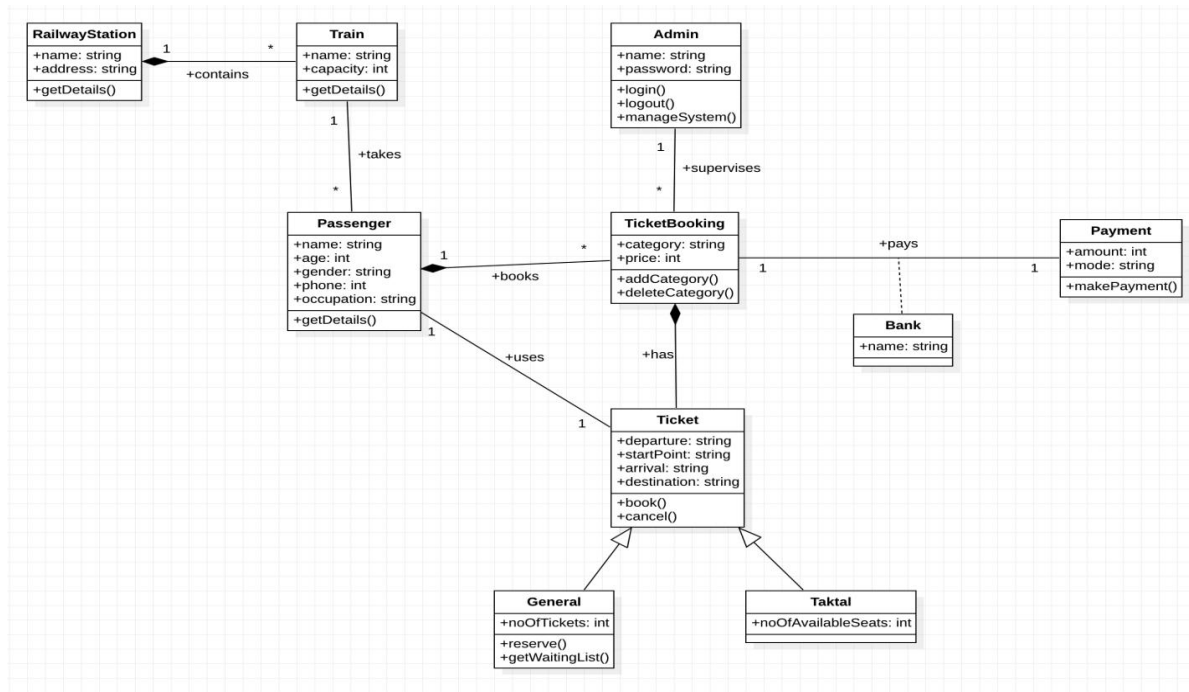 RailwayStation
+name: string
+address: string
+getDetails()
1
*
+contains
Train
+name: string
+capacity: int
+getDetails()
Admin
+name: string
+password: string
+login()
+logout()
+manageSystem()
1
+takes
*
1
+supervises
*
Passenger
+name: string
+age: int
+gender: string
+phone: int
+occupation: string
+getDetails()
1
*
+books
TicketBooking
+category: string
+price: int
+addCategory()
+deleteCategory()
+pays
1
1
Payment
+amount: int
+mode: string
+makePayment()
Bank
+name: string
1
+uses
1
+has
Ticket
+departure: string
+startPoint: string
+arrival: string
+destination: string
+book()
+cancel()
General
+noOfTickets: int
+reserve()
+getWaitingList()
Taktal
+noOfAvailableSeats: int